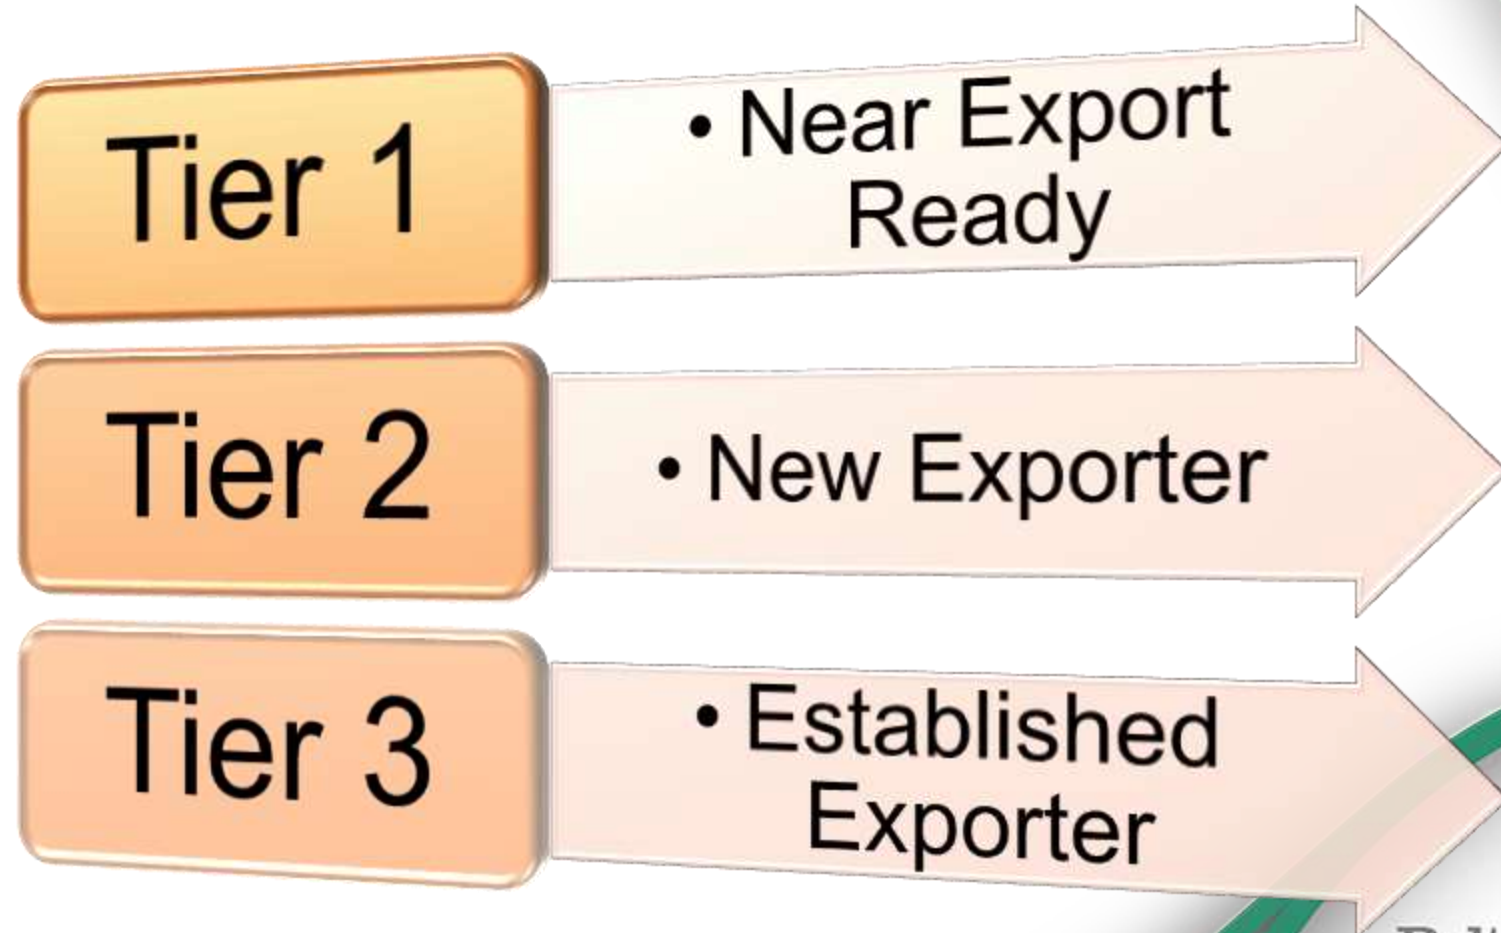 Tier 1
• Near Export
Ready
Tier 2
• New Exporter
Tier 3
• Established
Exporter